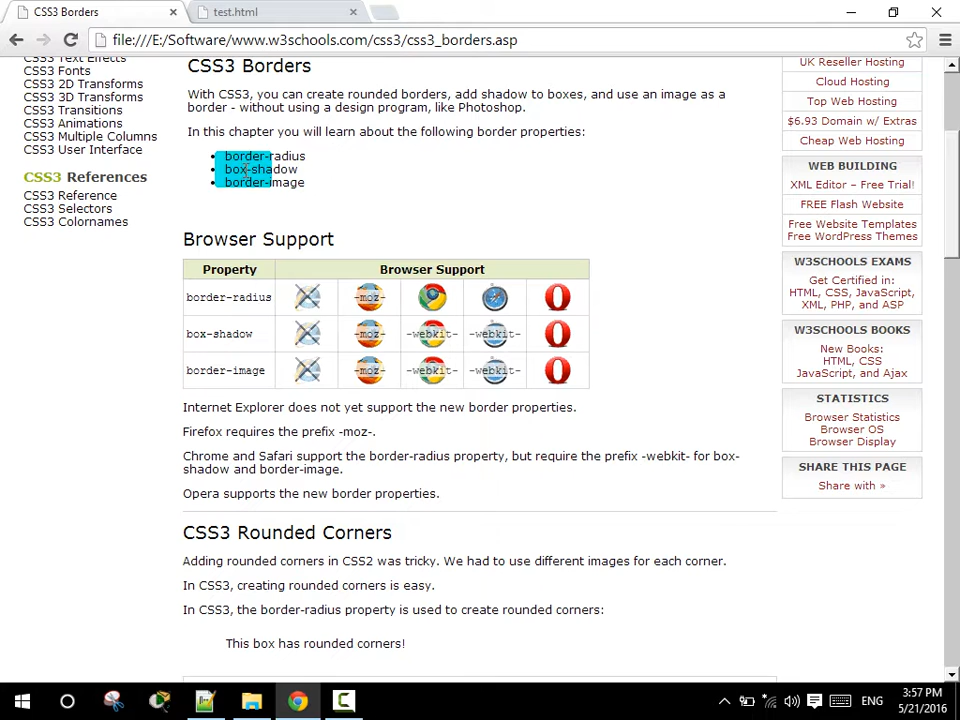 CSS3 Borders
test.html
file:///E:/Software/www.w3schools.com/css3/css3_borders.asp
CSS3 Text Effects
CSS3 Fonts
CSS3 2D Transforms
CSS3 3D Transforms
CSS3 Transitions
CSS3 Animations
CSS3 Multiple Columns
CSS3 User Interface
CSS3 References
CSS3 Reference
CSS3 Selectors
CSS3 Colornames
CSS3 Borders
With CSS3, you can create rounded borders, add shadow to boxes, and use an image as a
border - without using a design program, like Photoshop.
In this chapter you will learn about the following border properties:
border-radius
box-shadow
border-image
Browser Support
Property Browser Support
border-radius -moz-
box-shadow -moz- -webkit- -webkit-
border-image -moz- -webkit- -webkit-
Internet Explorer does not yet support the new border properties.
Firefox requires the prefix -moz-.
Chrome and Safari support the border-radius property, but require the prefix -webkit- for box-
shadow and border-image.
Opera supports the new border properties.
CSS3 Rounded Corners
Adding rounded corners in CSS2 was tricky. We had to use different images for each corner.
In CSS3, creating rounded corners is easy.
In CSS3, the border-radius property is used to create rounded corners:
This box has rounded corners!
UK Reseller Hosting
Cloud Hosting
Top Web Hosting
$6.93 Domain w/ Extras
Cheap Web Hosting
WEB BUILDING
XML Editor – Free Trial!
FREE Flash Website
Free Website Templates
Free WordPress Themes
W3SCHOOLS EXAMS
Get Certified in:
HTML, CSS, JavaScript,
XML, PHP, and ASP
W3SCHOOLS BOOKS
New Books:
HTML, CSS
JavaScript, and Ajax
STATISTICS
Browser Statistics
Browser OS
Browser Display
SHARE THIS PAGE
Share with »
ENG
3:57 PM
5/21/2016